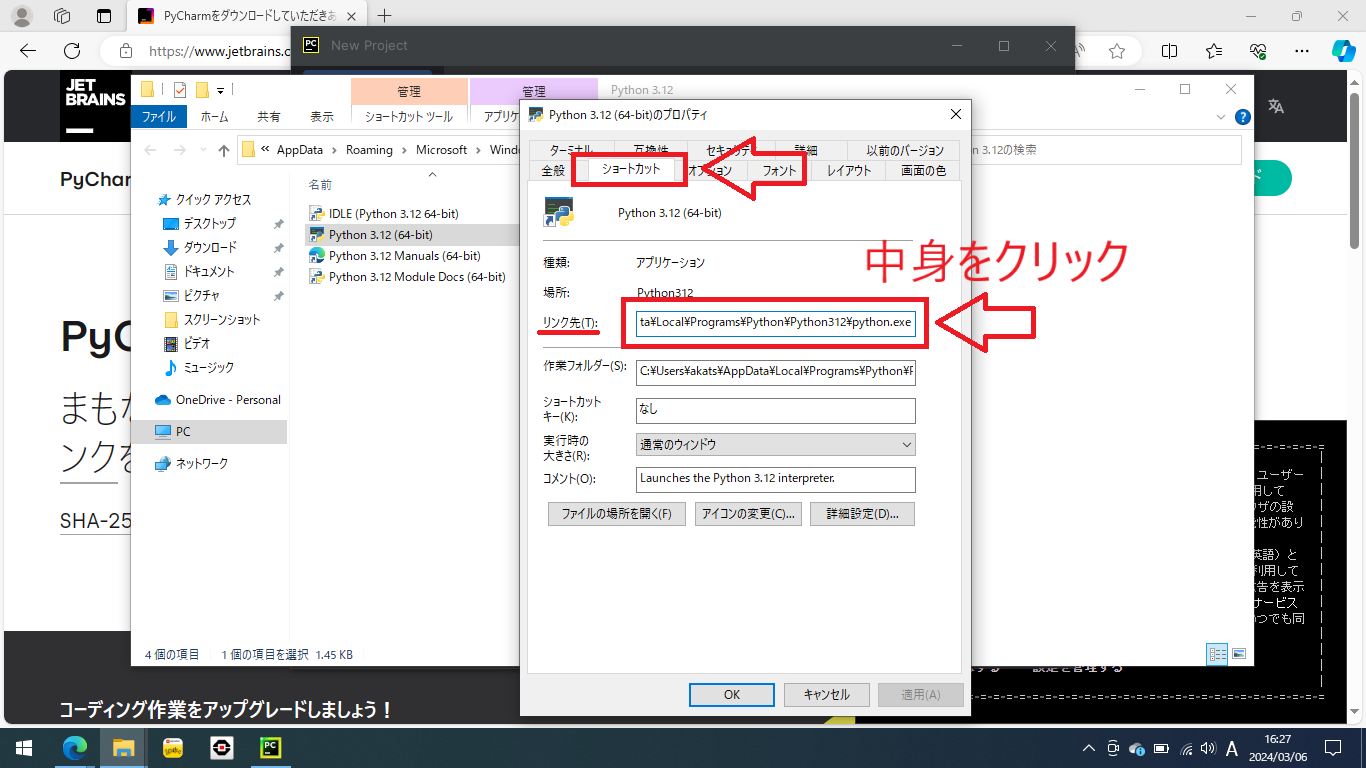 PyCharmをダウンロードしていただきあ
https://www.jetbrains.c
PC New Project
JET
BRAINS
管理 管理 Python 3.12
ファイル ホーム 共有 表示 ショートカット ツール アプリケ
« AppData › Roaming › Microsoft › Wind
n 3.12の検索
PyChar
名前
クイック アクセス
デスクトップ
ダウンロード
ドキュメント
ピクチャ
スクリーンショット
ビデオ
ミュージック
OneDrive - Personal
PC
ネットワーク
IDLE (Python 3.12 64-bit)
Python 3.12 (64-bit)
Python 3.12 Manuals (64-bit)
Python 3.12 Module Docs (64-bit)
4 個の項目 1 個の項目を選択 1.45 KB
Python 3.12 (64-bit)のプロパティ
ターミナル 互換性 セキュリティ 詳細 以前のバージョン
全般 ショートカット オプション フォント レイアウト 画面の色
Python 3.12 (64-bit)
種類: アプリケーション
場所: Python312
リンク先(T): ta¥Local¥Programs¥Python¥Python312¥python.exe
作業フォルダー(S): C:¥Users¥akats¥AppData¥Local¥Programs¥Python¥P
ショートカット
キー(K): なし
実行時の
大きさ(R): 通常のウィンドウ
コメント(O): Launches the Python 3.12 interpreter.
ファイルの場所を開く(F) アイコンの変更(C)... 詳細設定(D)...
OK キャンセル 適用(A)
中身をクリック
PyC
まもな
ンクを
SHA-25
コーディング作業をアップグレードしましょう！
ド
ユーザー
用して
ザの設
性があり
英語）と
利用して
告を表示
サービス
つでも同
する 設定を管理する
PC
A 16:27
2024/03/06